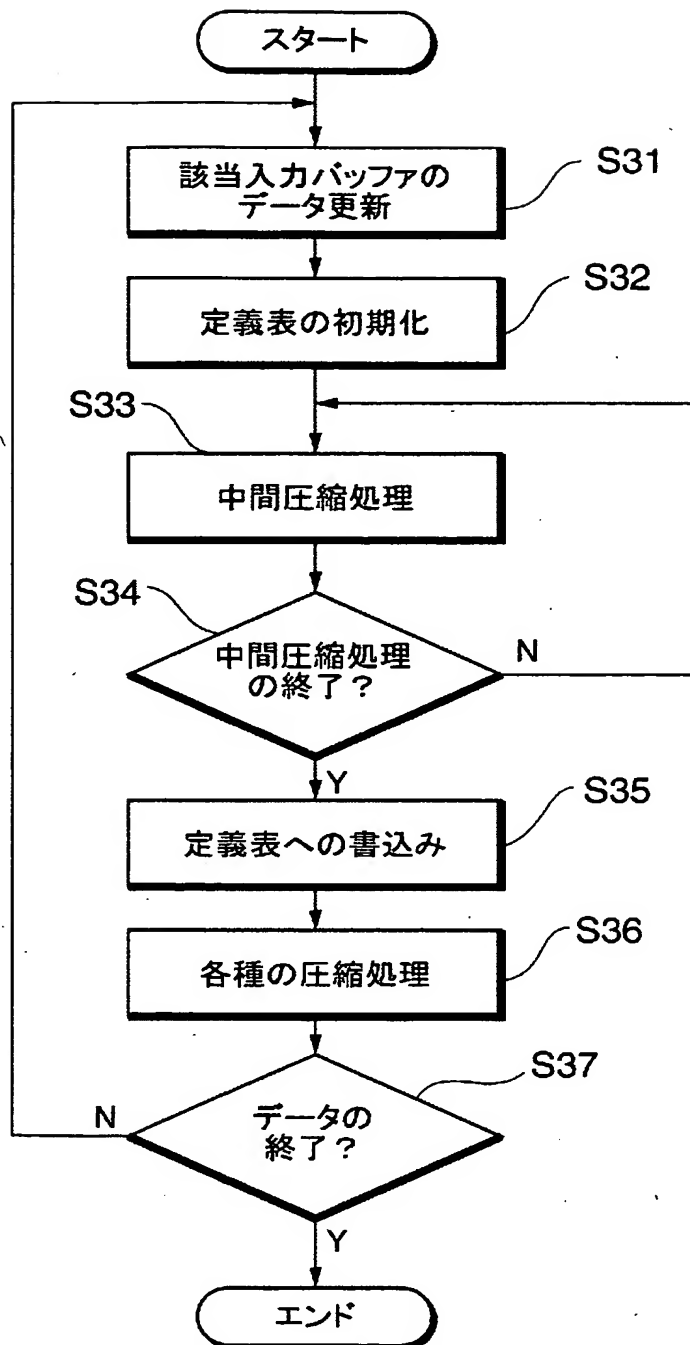 スタート
該当入力バッファの
データ更新
S31
定義表の初期化
S32
S33
中間圧縮処理
S34
中間圧縮処理
の終了?
N
Y
定義表への書込み
S35
各種の圧縮処理
S36
S37
データの
終了?
N
Y
エンド